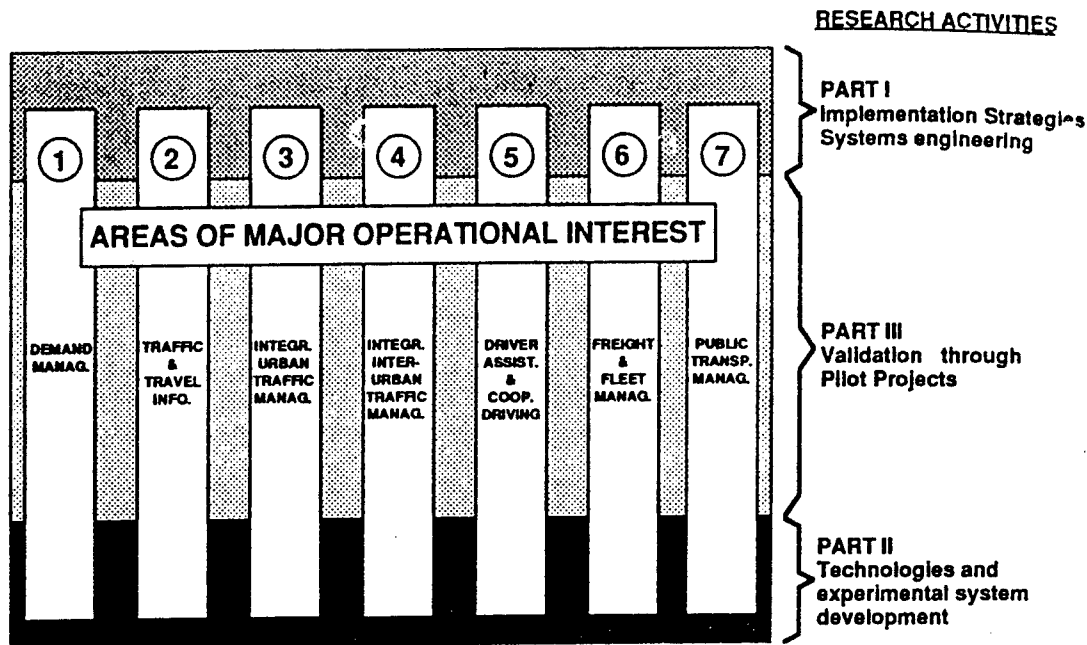 RESEARCH ACTIVITIES
PART I
Implementation Strategies
Systems engineering
1
2
3
4
5
6
7
AREAS OF MAJOR OPERATIONAL INTEREST
DEMAND
MANAG.
TRAFFIC
&
TRAVEL
INFO.
INTEGR.
URBAN
TRAFFIC
MANAG.
INTEGR.
INTER-
URBAN
TRAFFIC
MANAG.
DRIVER
ASSIST.
&
COOP.
DRIVING
FREIGHT
&
FLEET
MANAG.
PUBLIC
TRANSP.
MANAG.
PART III
Validation through
Pilot Projects
PART II
Technologies and
experimental system
development